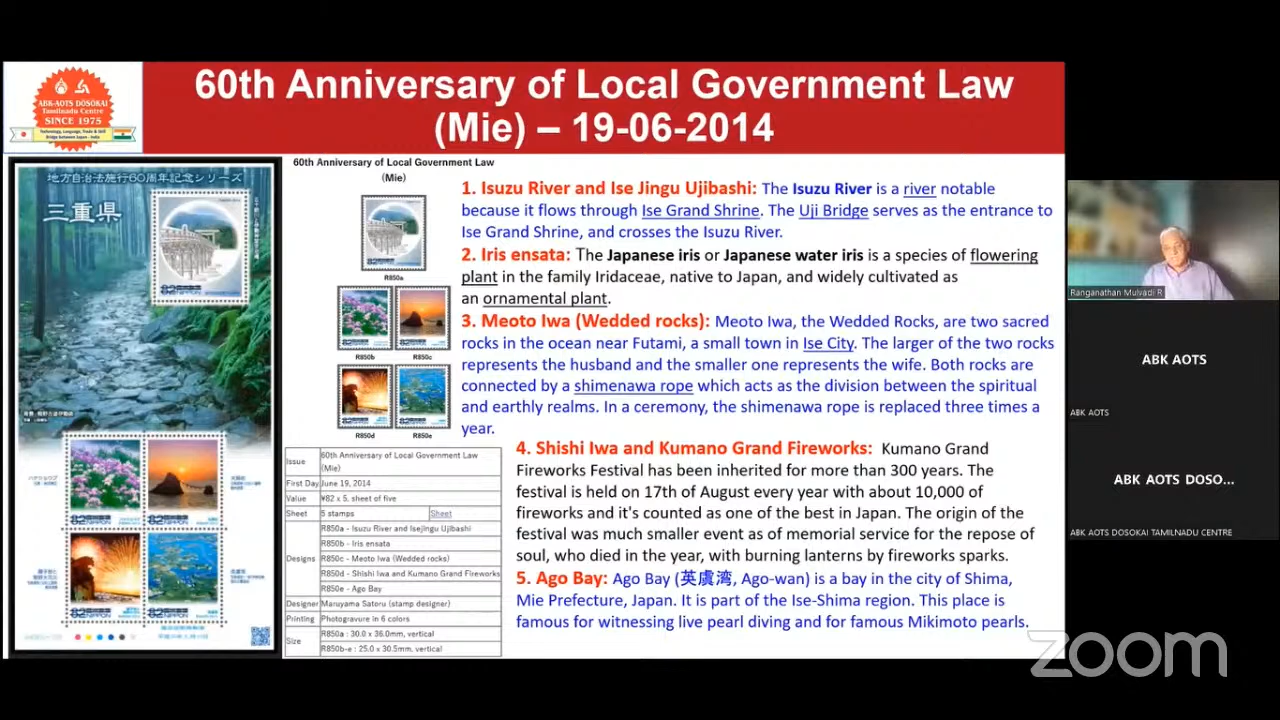 60th Anniversary of Local Government Law
(Mie) – 19-06-2014
ABK-AOTS DOSOKAI
Tamilnadu Centre
SINCE 1975
Technology, Language, Trade & Skill
Bridge between Japan - India
地方自治法施行60周年記念シリーズ
三重県
82 NIPPON
82 NIPPON
82 NIPPON
82 NIPPON
60th Anniversary of Local Government Law
(Mie)
R850a
R850b
R850c
R850d
R850e
Issue 60th Anniversary of Local Government Law
(Mie)
First Day June 19, 2014
Value ¥82 x 5, sheet of five
Sheet 5 stamps Sheet
Designs
R850a - Isuzu River and Isejingu Ujibashi
R850b - Iris ensata
R850c - Meoto Iwa (Wedded rocks)
R850d - Shishi Iwa and Kumano Grand Fireworks
R850e - Ago Bay
Designer Maruyama Satoru (stamp designer)
Printing Photogravure in 6 colors
Size
R850a : 30.0 x 36.0mm, vertical
R850b-e : 25.0 x 30.5mm, vertical
1. Isuzu River and Ise Jingu Ujibashi: The Isuzu River is a river notable
because it flows through Ise Grand Shrine. The Uji Bridge serves as the entrance to
Ise Grand Shrine, and crosses the Isuzu River.
2. Iris ensata: The Japanese iris or Japanese water iris is a species of flowering
plant in the family Iridaceae, native to Japan, and widely cultivated as
an ornamental plant.
3. Meoto Iwa (Wedded rocks): Meoto Iwa, the Wedded Rocks, are two sacred
rocks in the ocean near Futami, a small town in Ise City. The larger of the two rocks
represents the husband and the smaller one represents the wife. Both rocks are
connected by a shimenawa rope which acts as the division between the spiritual
and earthly realms. In a ceremony, the shimenawa rope is replaced three times a
year.
4. Shishi Iwa and Kumano Grand Fireworks: Kumano Grand
Fireworks Festival has been inherited for more than 300 years. The
festival is held on 17th of August every year with about 10,000 of
fireworks and it's counted as one of the best in Japan. The origin of the
festival was much smaller event as of memorial service for the repose of
soul, who died in the year, with burning lanterns by fireworks sparks.
5. Ago Bay: Ago Bay (英虞湾, Ago-wan) is a bay in the city of Shima,
Mie Prefecture, Japan. It is part of the Ise-Shima region. This place is
famous for witnessing live pearl diving and for famous Mikimoto pearls.
Ranganathan Mulvadi R
ABK AOTS
ABK AOTS
ABK AOTS DOSO...
ABK AOTS DOSOKAI TAMILNADU CENTRE
zoom